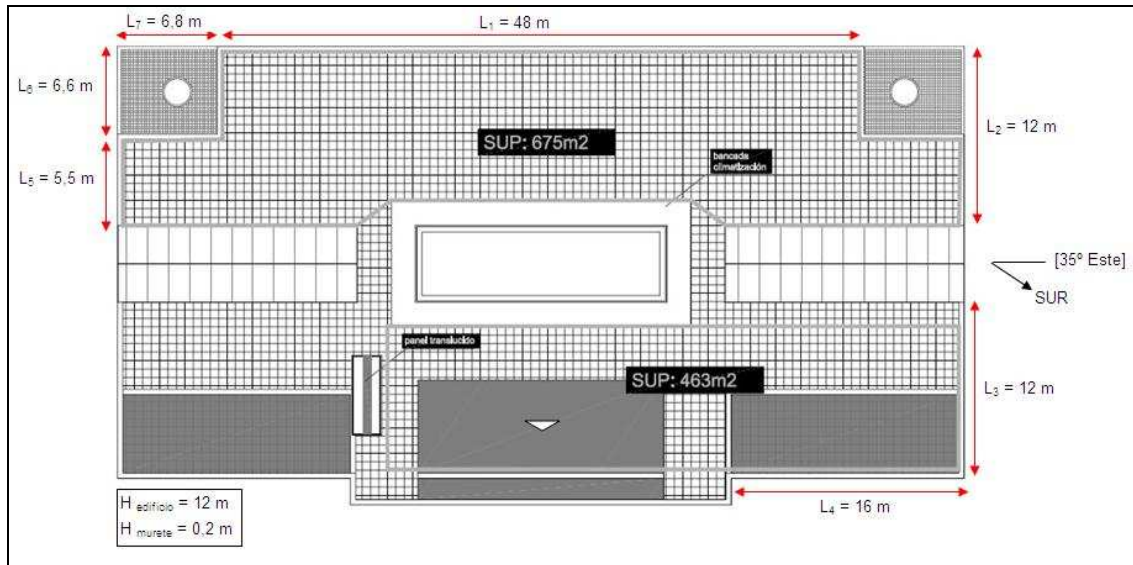 L₇ = 6,8 m
L₁ = 48 m
L₆ = 6,6 m
L₂ = 12 m
SUP: 675m2
bancada
climatización
L₅ = 5,5 m
[35º Este]
SUR
panel translucido
SUP: 463m2
L₃ = 12 m
H edificio = 12 m
H murete = 0,2 m
L₄ = 16 m